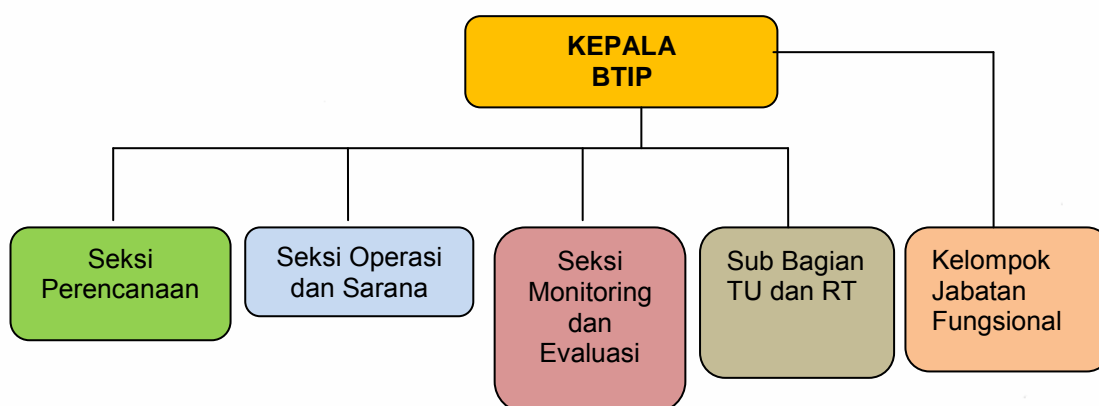 KEPALA
BTIP
Seksi
Perencanaan
Seksi Operasi
dan Sarana
Seksi
Monitoring
dan
Evaluasi
Sub Bagian
TU dan RT
Kelompok
Jabatan
Fungsional